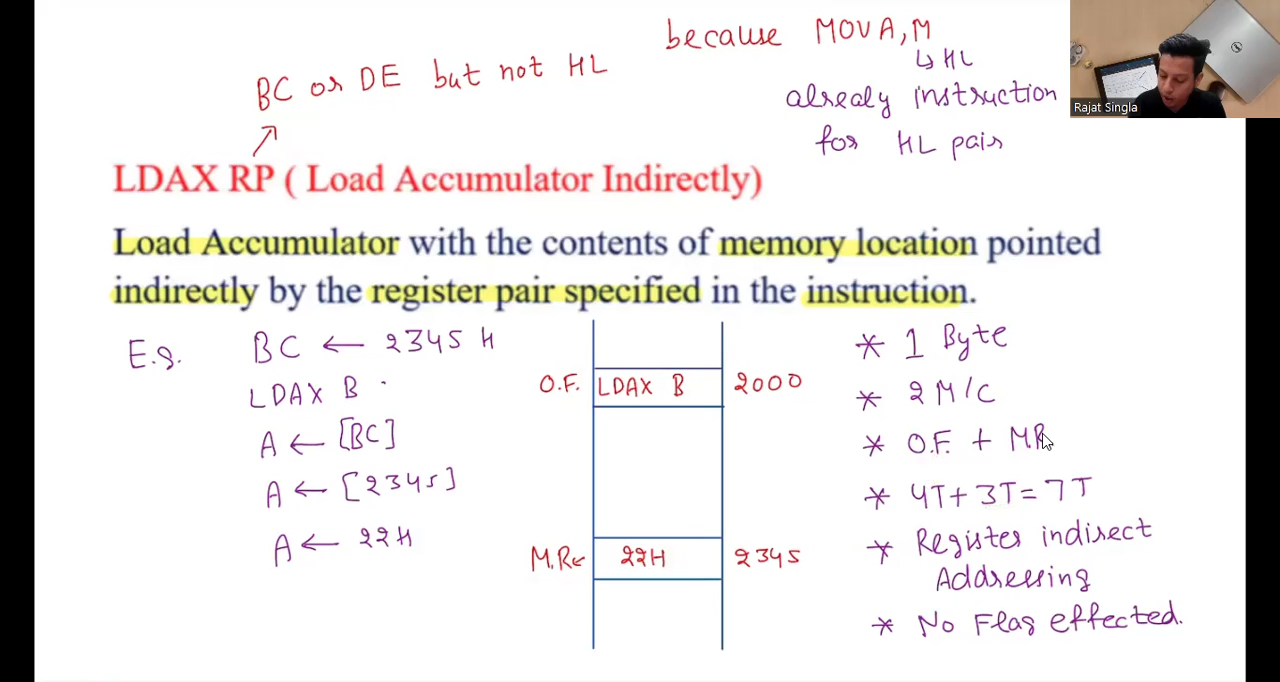 because MOV A, M
↳ HL
BC or DE but not HL
alrealy instruction
for HL pair
Rajat Singla
LDAX RP ( Load Accumulator Indirectly)
Load Accumulator with the contents of memory location pointed
indirectly by the register pair specified in the instruction.
E.g. BC ← 2345 H
LDAX B
A ← [BC]
A ← [2345]
A ← 22H
O.F. LDAX B 2000
M.R← 22H 2345
* 1 Byte
* 2 M/C
* O.F. + MR
* 4T + 3T = 7T
* Register indirect
Addressing
* No Flag effected.